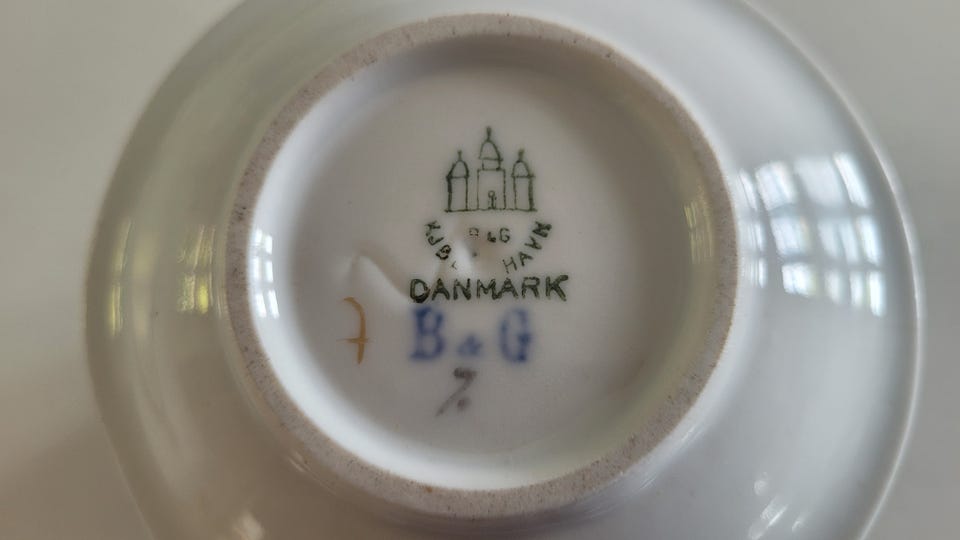 B&G
KJØBENHAVN
DANMARK
7
B&G
7.